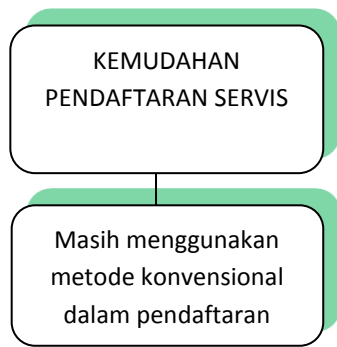 KEMUDAHAN
PENDAFTARAN SERVIS
Masih menggunakan
metode konvensional
dalam pendaftaran